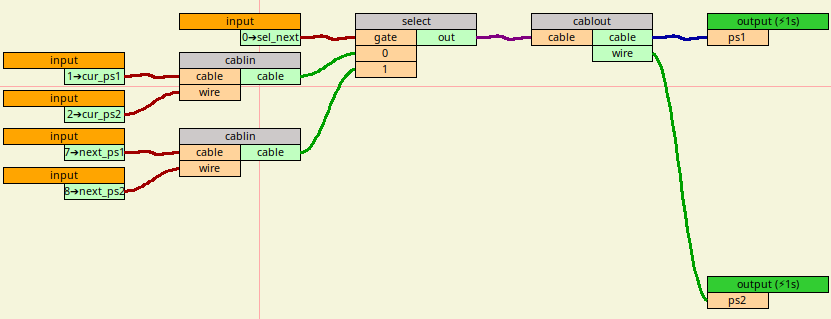 input
0➔sel_next
select
gate
out
0
1
cablout
cable
cable
wire
output (⚡1s)
ps1
input
1➔cur_ps1
cablin
cable
cable
wire
input
2➔cur_ps2
input
7➔next_ps1
cablin
cable
cable
wire
input
8➔next_ps2
output (⚡1s)
ps2